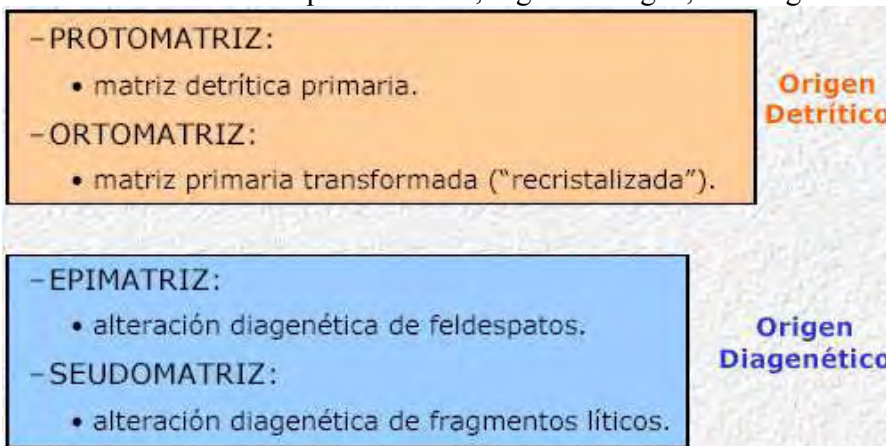 –PROTOMATRIZ:
• matriz detrítica primaria.
–ORTOMATRIZ:
• matriz primaria transformada ("recristalizada").
Origen
Detrítico
–EPIMATRIZ:
• alteración diagenética de feldespatos.
–SEUDOMATRIZ:
• alteración diagenética de fragmentos líticos.
Origen
Diagenético